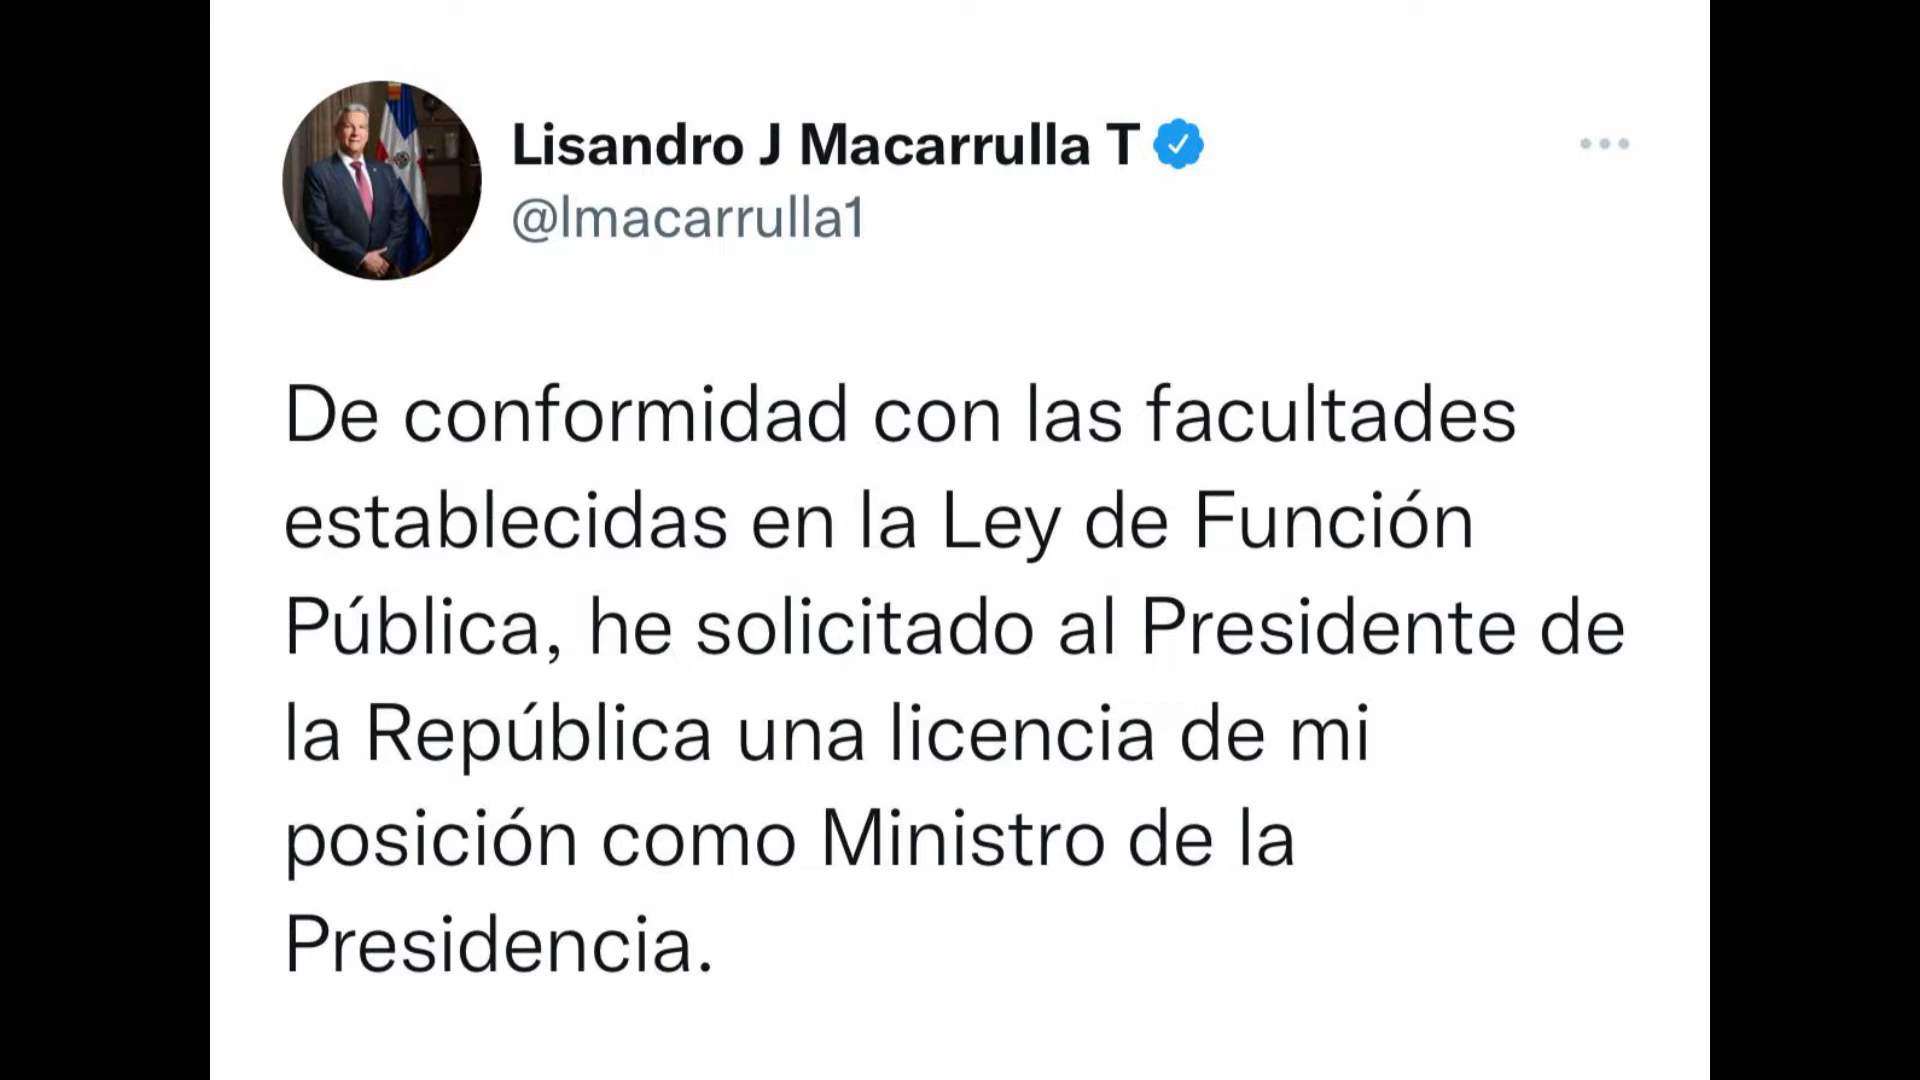 Lisandro J Macarrulla T
@lmacarrulla1
De conformidad con las facultades
establecidas en la Ley de Función
Pública, he solicitado al Presidente de
la República una licencia de mi
posición como Ministro de la
Presidencia.